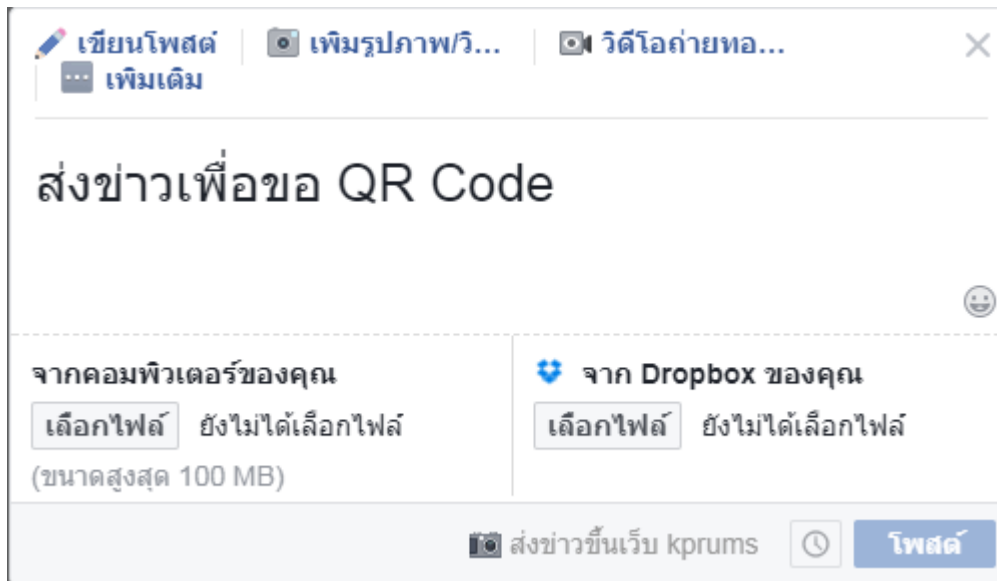 เขียนโพสต์ เพิ่มรูปภาพ/วิ... วิดีโอถ่ายทอ...
เพิ่มเติม
ส่งข่าวเพื่อขอ QR Code
จากคอมพิวเตอร์ของคุณ
เลือกไฟล์ ยังไม่ได้เลือกไฟล์
(ขนาดสูงสุด 100 MB)
จาก Dropbox ของคุณ
เลือกไฟล์ ยังไม่ได้เลือกไฟล์
ส่งข่าวขึ้นเว็บ kprums โพสต์